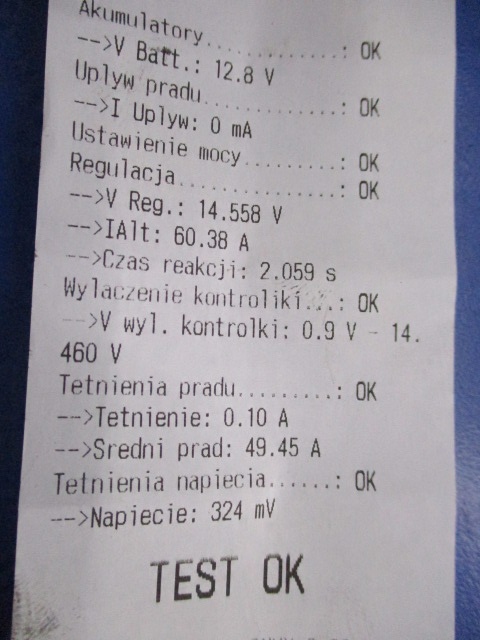 Akumulatory.............: OK
-->V Batt.: 12.8 V
Uplyw pradu.............: OK
-->I Uplyw: 0 mA
Ustawienie mocy.........: OK
Regulacja...............: OK
-->V Reg.: 14.558 V
-->IAlt: 60.38 A
-->Czas reakcji: 2.059 s
Wylaczenie kontroliki...: OK
-->V wyl. kontrolki: 0.9 V - 14.
460 V
Tetnienia pradu.........: OK
-->Tetnienie: 0.10 A
-->Sredni prad: 49.45 A
Tetnienia napiecia......: OK
-->Napiecie: 324 mV
TEST OK